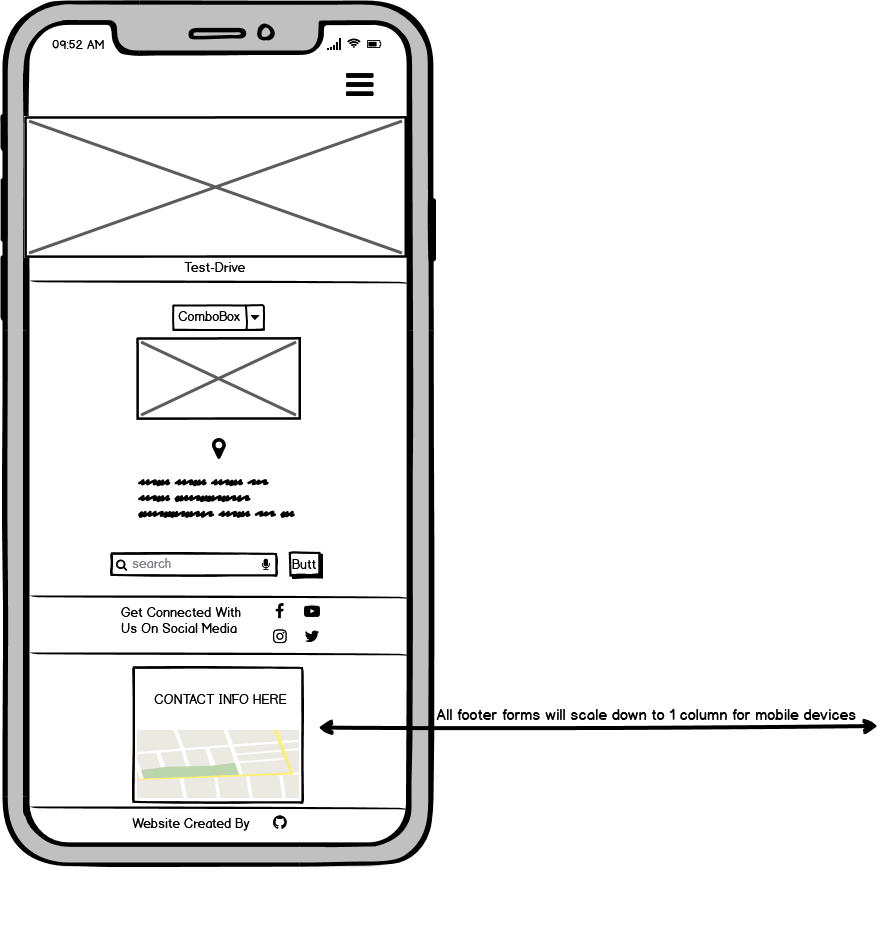 09:52 AM
Test-Drive
ComboBox
search
Butt
Get Connected With
Us On Social Media
CONTACT INFO HERE
All footer forms will scale down to 1 column for mobile devices
Website Created By